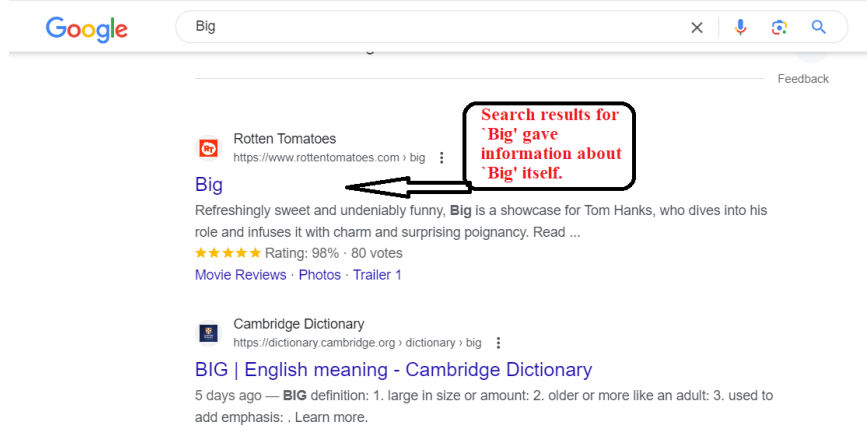 Google
Big
Feedback
Search results for
`Big' gave
information about
`Big' itself.
Rotten Tomatoes
https://www.rottentomatoes.com › big
Big
Refreshingly sweet and undeniably funny, Big is a showcase for Tom Hanks, who dives into his
role and infuses it with charm and surprising poignancy. Read ...
Rating: 98% · 80 votes
Movie Reviews · Photos · Trailer 1
Cambridge Dictionary
https://dictionary.cambridge.org › dictionary › big
BIG | English meaning - Cambridge Dictionary
5 days ago — BIG definition: 1. large in size or amount: 2. older or more like an adult: 3. used to
add emphasis: . Learn more.